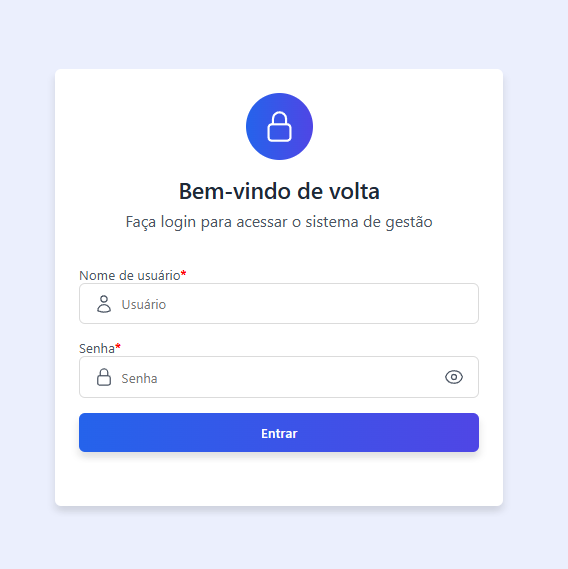 Bem-vindo de volta
Faça login para acessar o sistema de gestão
Nome de usuário*
Usuário
Senha*
Senha
Entrar